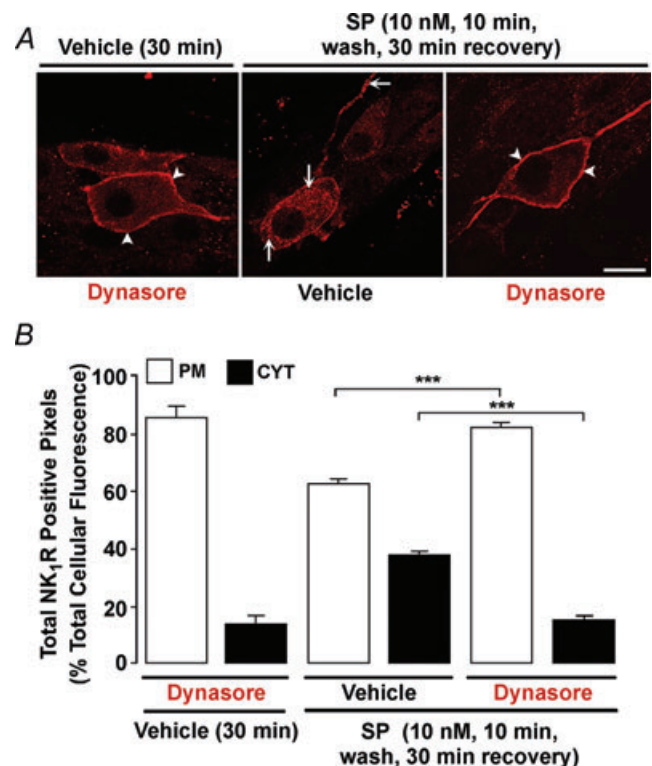 A
Vehicle (30 min)
SP (10 nM, 10 min,
wash, 30 min recovery)
Dynasore
Vehicle
Dynasore
B
PM
CYT
***
***
100
80
60
40
20
0
Total NK1R Positive Pixels
(% Total Cellular Fluorescence)
Dynasore
Vehicle
Dynasore
Vehicle (30 min)
SP (10 nM, 10 min,
wash, 30 min recovery)